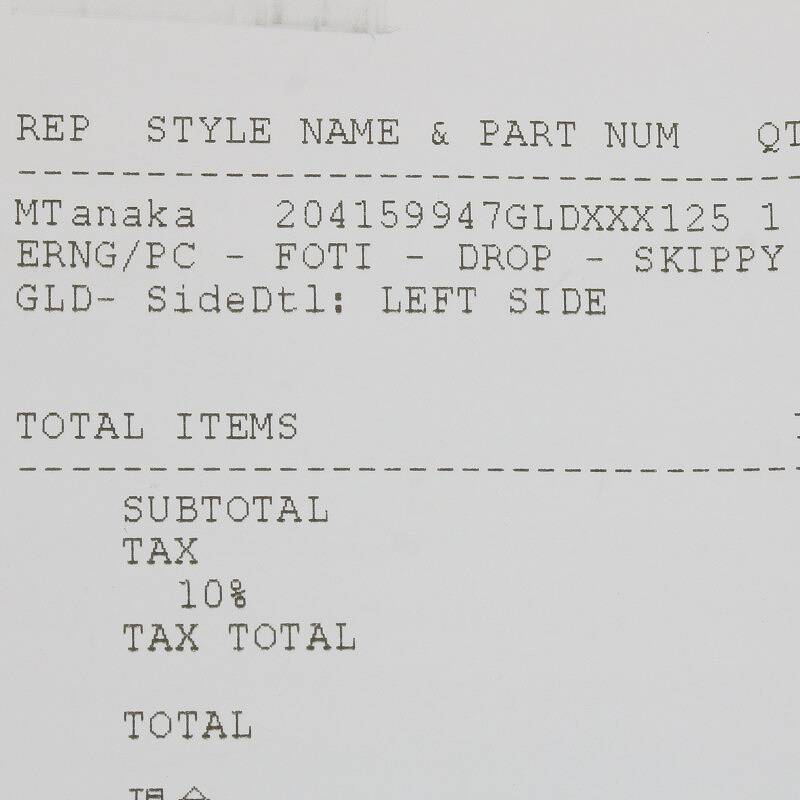 REP STYLE NAME & PART NUM QT
--------------------------------
MTanaka 204159947GLDXXX125 1
ERNG/PC - FOTI - DROP - SKIPPY
GLD- SideDtl: LEFT SIDE
TOTAL ITEMS
--------------------------------
SUBTOTAL
TAX
10%
TAX TOTAL
TOTAL